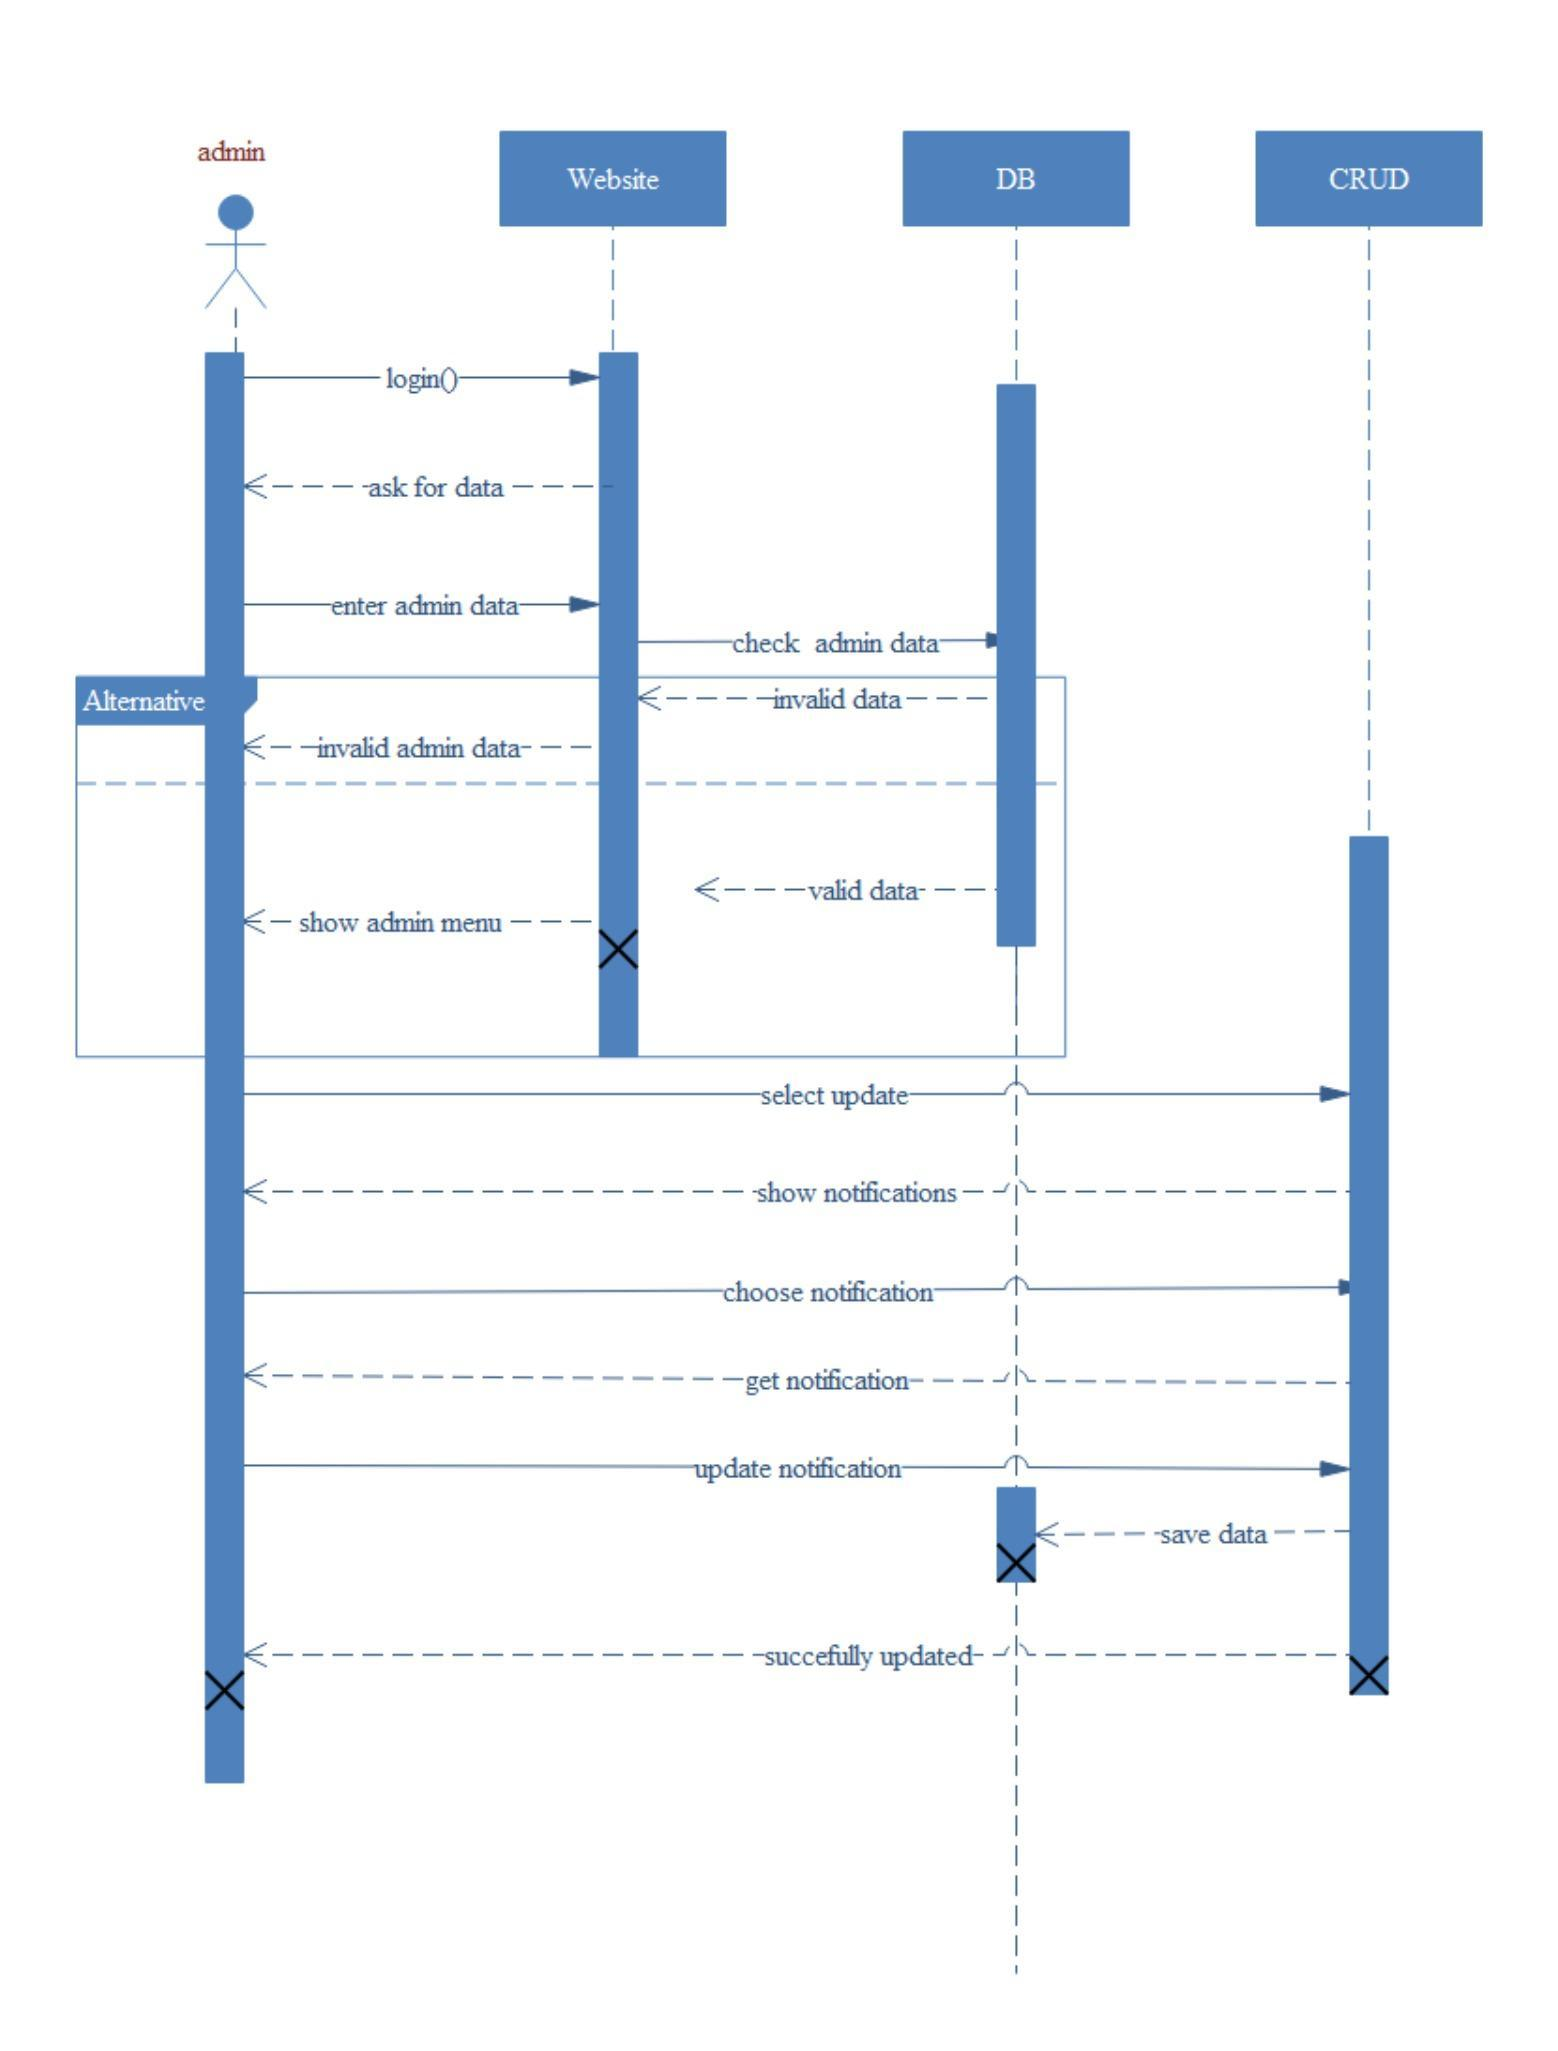 admin
Website
DB
CRUD
login()
ask for data
enter admin data
check admin data
Alternative
invalid data
invalid admin data
valid data
show admin menu
select update
show notifications
choose notification
get notification
update notification
save data
succefully updated